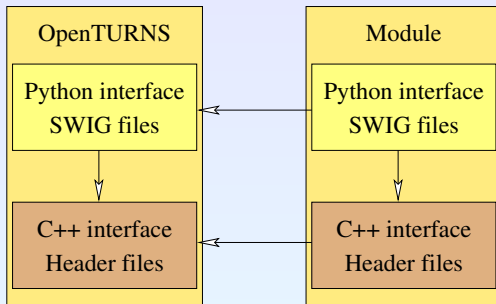 OpenTURNS
Python interface
SWIG files
C++ interface
Header files
Module
Python interface
SWIG files
C++ interface
Header files